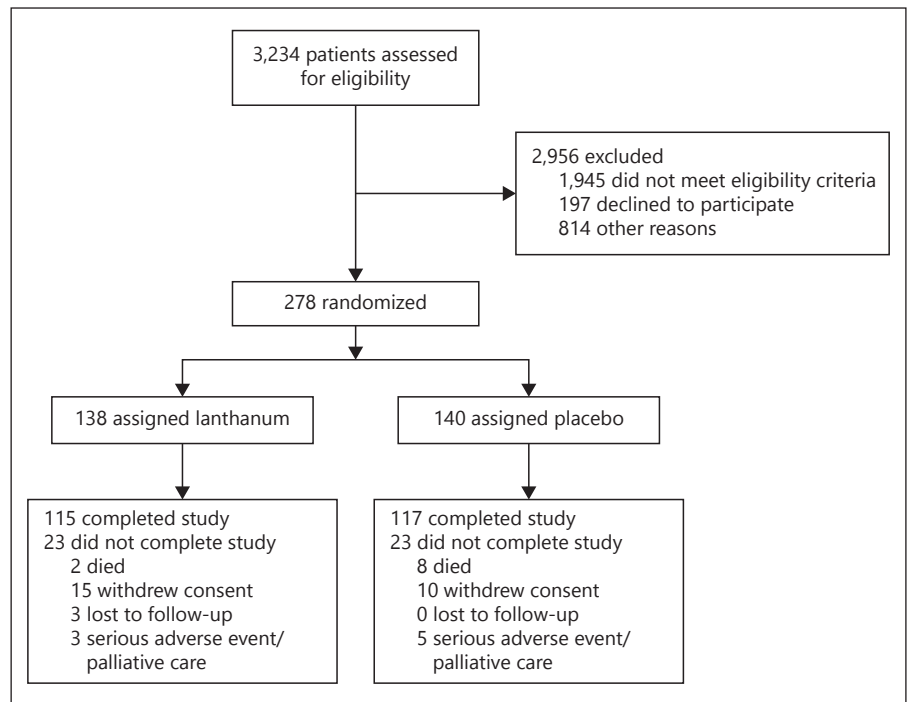 3,234 patients assessed
for eligibility
2,956 excluded
1,945 did not meet eligibility criteria
197 declined to participate
814 other reasons
278 randomized
138 assigned lanthanum
140 assigned placebo
115 completed study
23 did not complete study
2 died
15 withdrew consent
3 lost to follow-up
3 serious adverse event/
palliative care
117 completed study
23 did not complete study
8 died
10 withdrew consent
0 lost to follow-up
5 serious adverse event/
palliative care